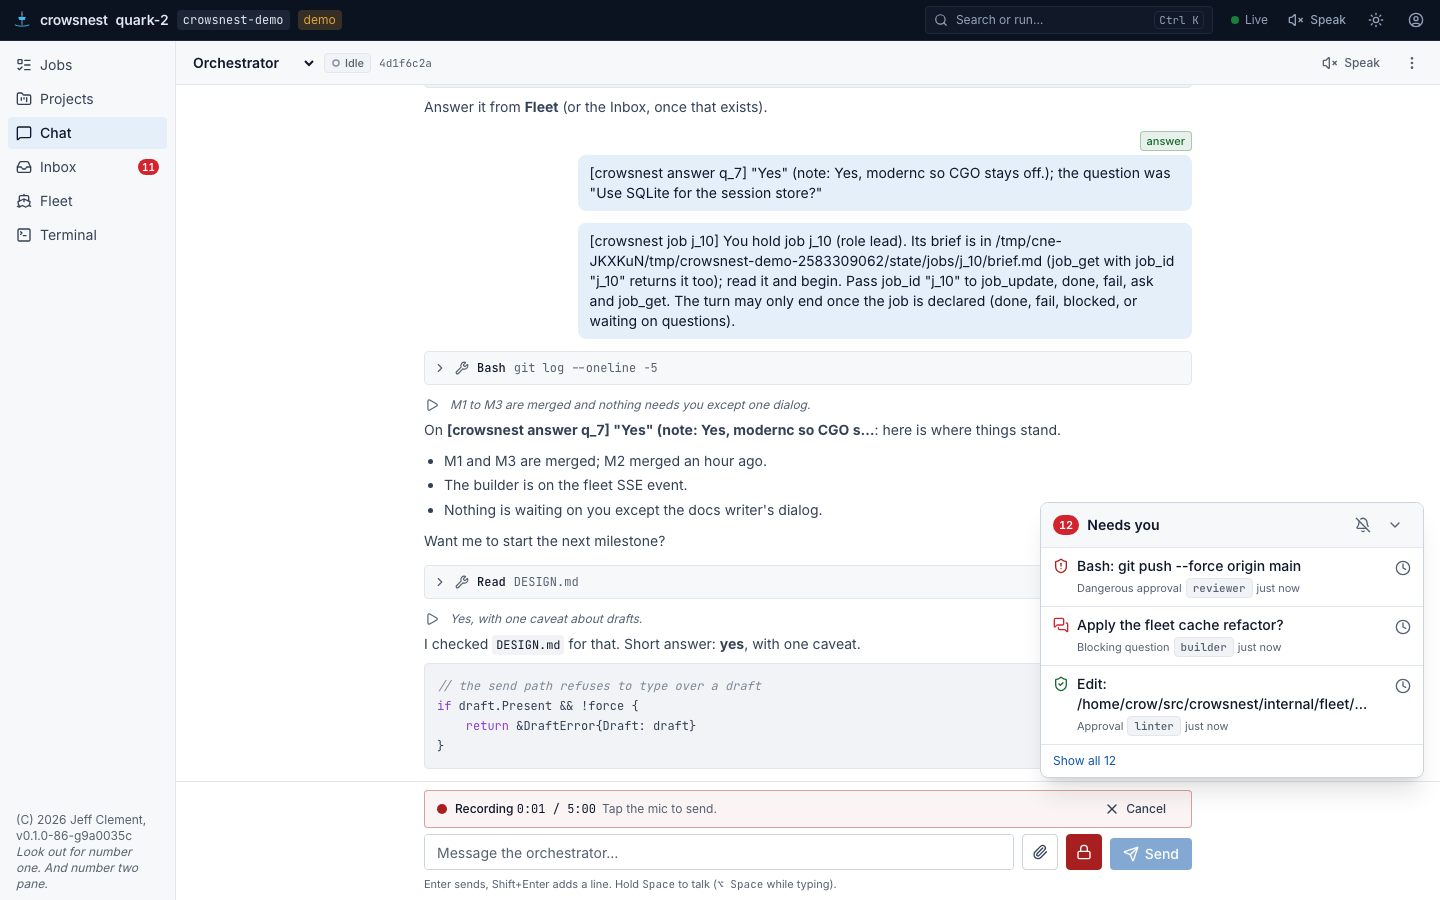 crowsnest quark-2 crowsnest-demo demo
Search or run... Ctrl K
Live
Speak
Jobs
Projects
Chat
Inbox 11
Fleet
Terminal
(C) 2026 Jeff Clement,
v0.1.0-86-g9a0035c
Look out for number
one. And number two
pane.
Orchestrator Idle 4d1f6c2a
Speak
Answer it from Fleet (or the Inbox, once that exists).
answer
[crowsnest answer q_7] "Yes" (note: Yes, modernc so CGO stays off.); the question was
"Use SQLite for the session store?"
[crowsnest job j_10] You hold job j_10 (role lead). Its brief is in /tmp/cne-
JKXKuN/tmp/crowsnest-demo-2583309062/state/jobs/j_10/brief.md (job_get with job_id
"j_10" returns it too); read it and begin. Pass job_id "j_10" to job_update, done, fail, ask
and job_get. The turn may only end once the job is declared (done, fail, blocked, or
waiting on questions).
Bash git log --oneline -5
M1 to M3 are merged and nothing needs you except one dialog.
On [crowsnest answer q_7] "Yes" (note: Yes, modernc so CGO s...: here is where things stand.
• M1 and M3 are merged; M2 merged an hour ago.
• The builder is on the fleet SSE event.
• Nothing is waiting on you except the docs writer's dialog.
Want me to start the next milestone?
Read DESIGN.md
Yes, with one caveat about drafts.
I checked DESIGN.md for that. Short answer: yes, with one caveat.
// the send path refuses to type over a draft
if draft.Present && !force {
    return &DraftError{Draft: draft}
}
12 Needs you
Bash: git push --force origin main
Dangerous approval reviewer just now
Apply the fleet cache refactor?
Blocking question builder just now
Edit:
/home/crow/src/crowsnest/internal/fleet/...
Approval linter just now
Show all 12
Recording 0:01 / 5:00 Tap the mic to send.
Cancel
Message the orchestrator...
Send
Enter sends, Shift+Enter adds a line. Hold Space to talk (⌥ Space while typing).